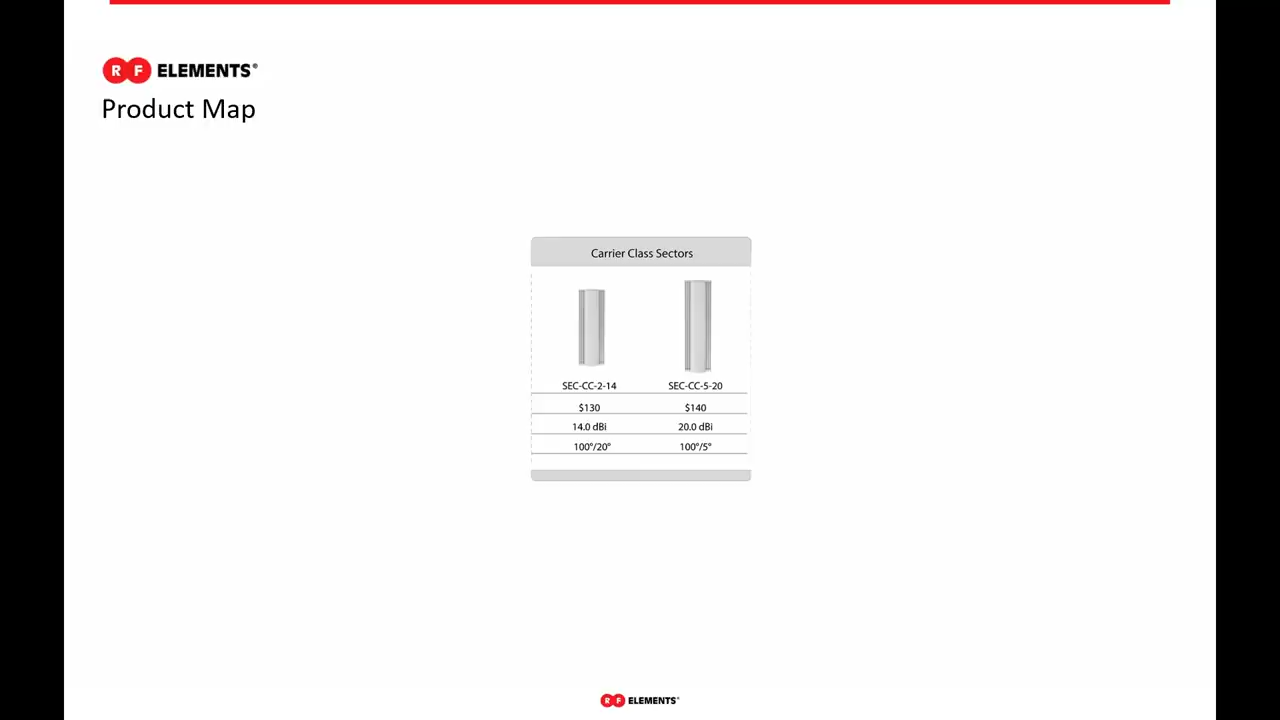 RF ELEMENTS®
Product Map
Carrier Class Sectors
SEC-CC-2-14 SEC-CC-5-20
$130 $140
14.0 dBi 20.0 dBi
100°/20° 100°/5°
RF ELEMENTS®